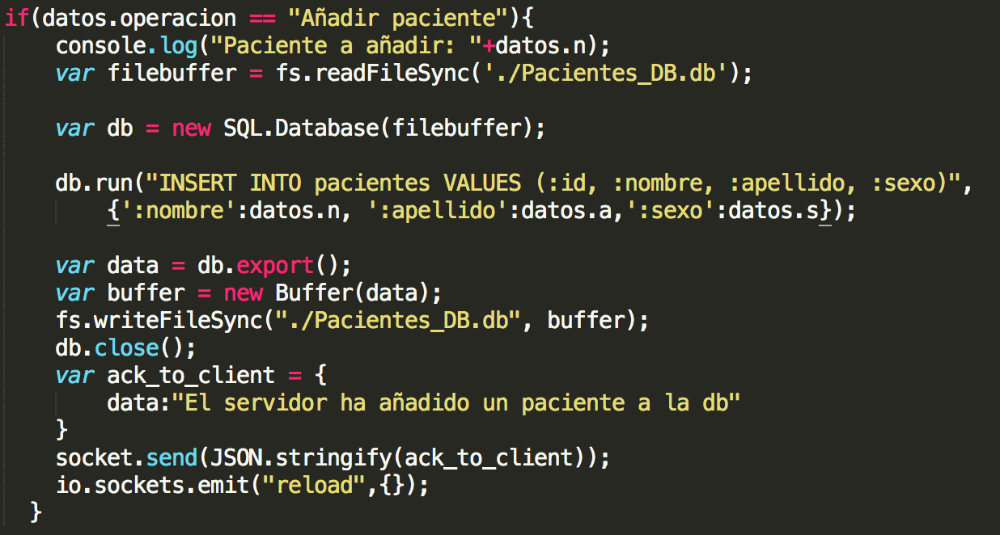 if(datos.operacion == "Añadir paciente"){
console.log("Paciente a añadir: "+datos.n);
var filebuffer = fs.readFileSync('./Pacientes_DB.db');
var db = new SQL.Database(filebuffer);
db.run("INSERT INTO pacientes VALUES (:id, :nombre, :apellido, :sexo)",
{':nombre':datos.n, ':apellido':datos.a,':sexo':datos.s});
var data = db.export();
var buffer = new Buffer(data);
fs.writeFileSync("./Pacientes_DB.db", buffer);
db.close();
var ack_to_client = {
data:"El servidor ha añadido un paciente a la db"
}
socket.send(JSON.stringify(ack_to_client));
io.sockets.emit("reload",{});
}